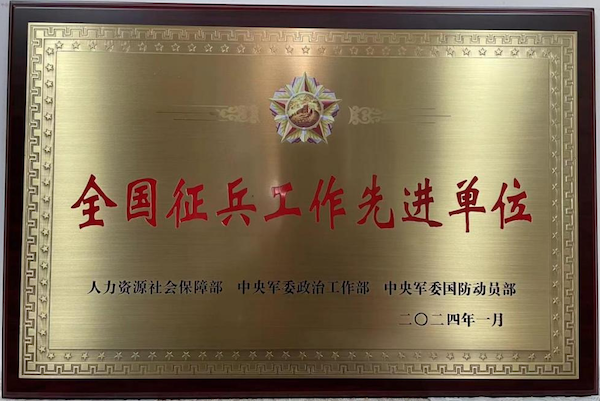 全国征兵工作先进单位
人力资源社会保障部 中央军委政治工作部 中央军委国防动员部
二〇二四年一月